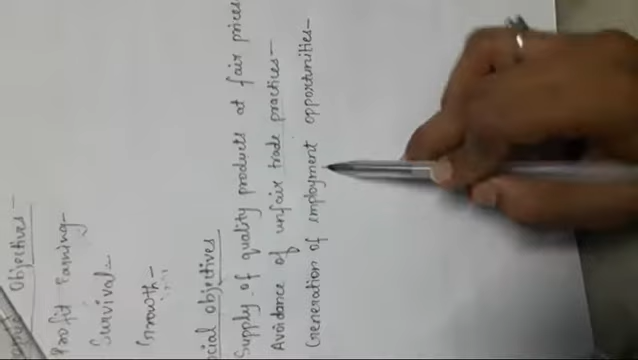 Objectives-
Profit Earning-
Survival-
Growth-
cial objectives
Supply of quality products at fair prices
Avoidance of unfair trade practices-
Generation of employment opportunities-